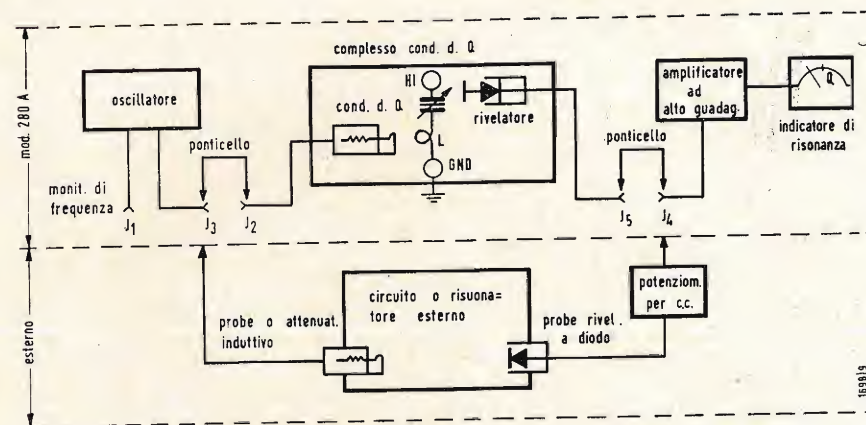 mod. 280 A
oscillatore
monit. di
frequenza
J1
ponticello
J3
J2
complesso cond. d. Q.
cond. d. Q.
HI
L
GND
rivelatore
ponticello
J5
J4
amplificatore
ad
alto guadag.
Q
indicatore di
risonanza
esterno
probe o attenuat.
induttivo
circuito o risuona=
tore esterno
probe rivel.
a diodo
potenziom.
per c.c.